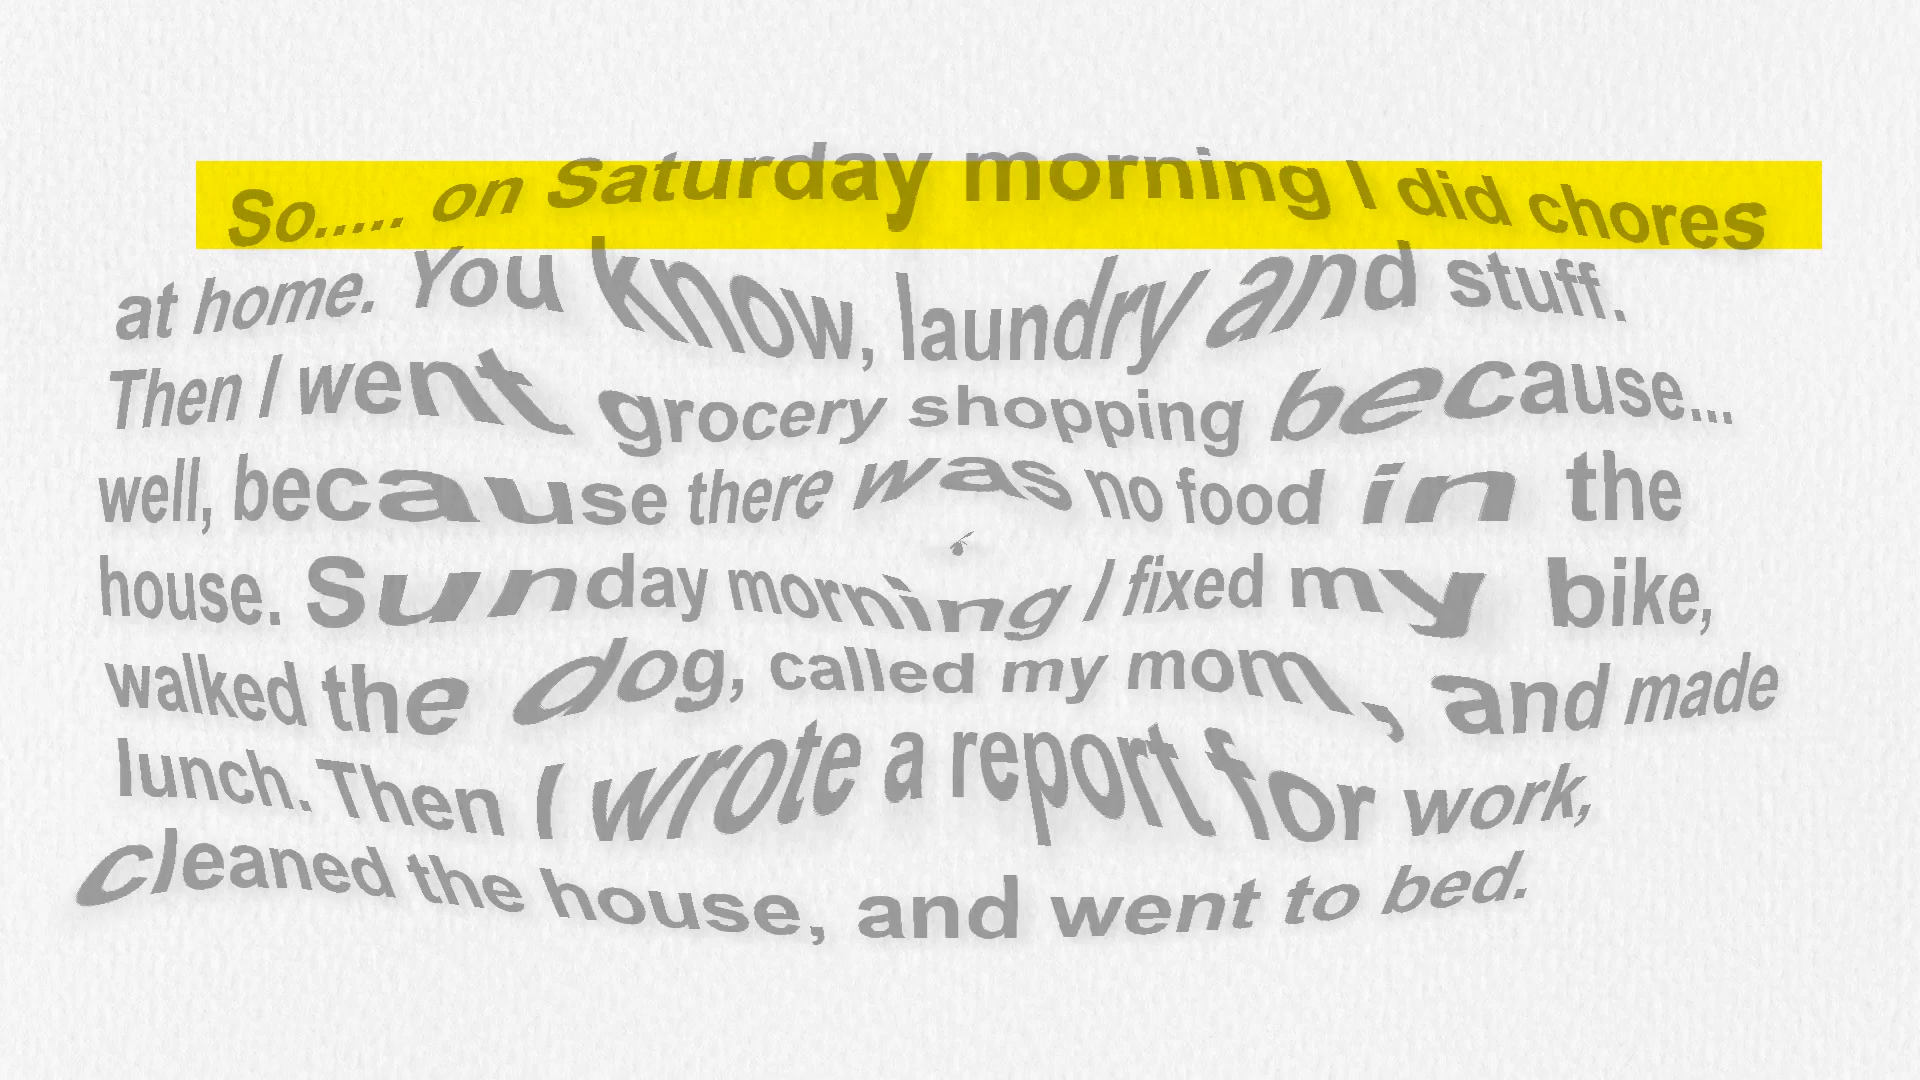 So..... on Saturday morning I did chores
at home. You know, laundry and stuff.
Then I went grocery shopping because...
well, because there was no food in the
house. Sunday morning I fixed my bike,
walked the dog, called my mom, and made
lunch. Then I wrote a report for work,
cleaned the house, and went to bed.